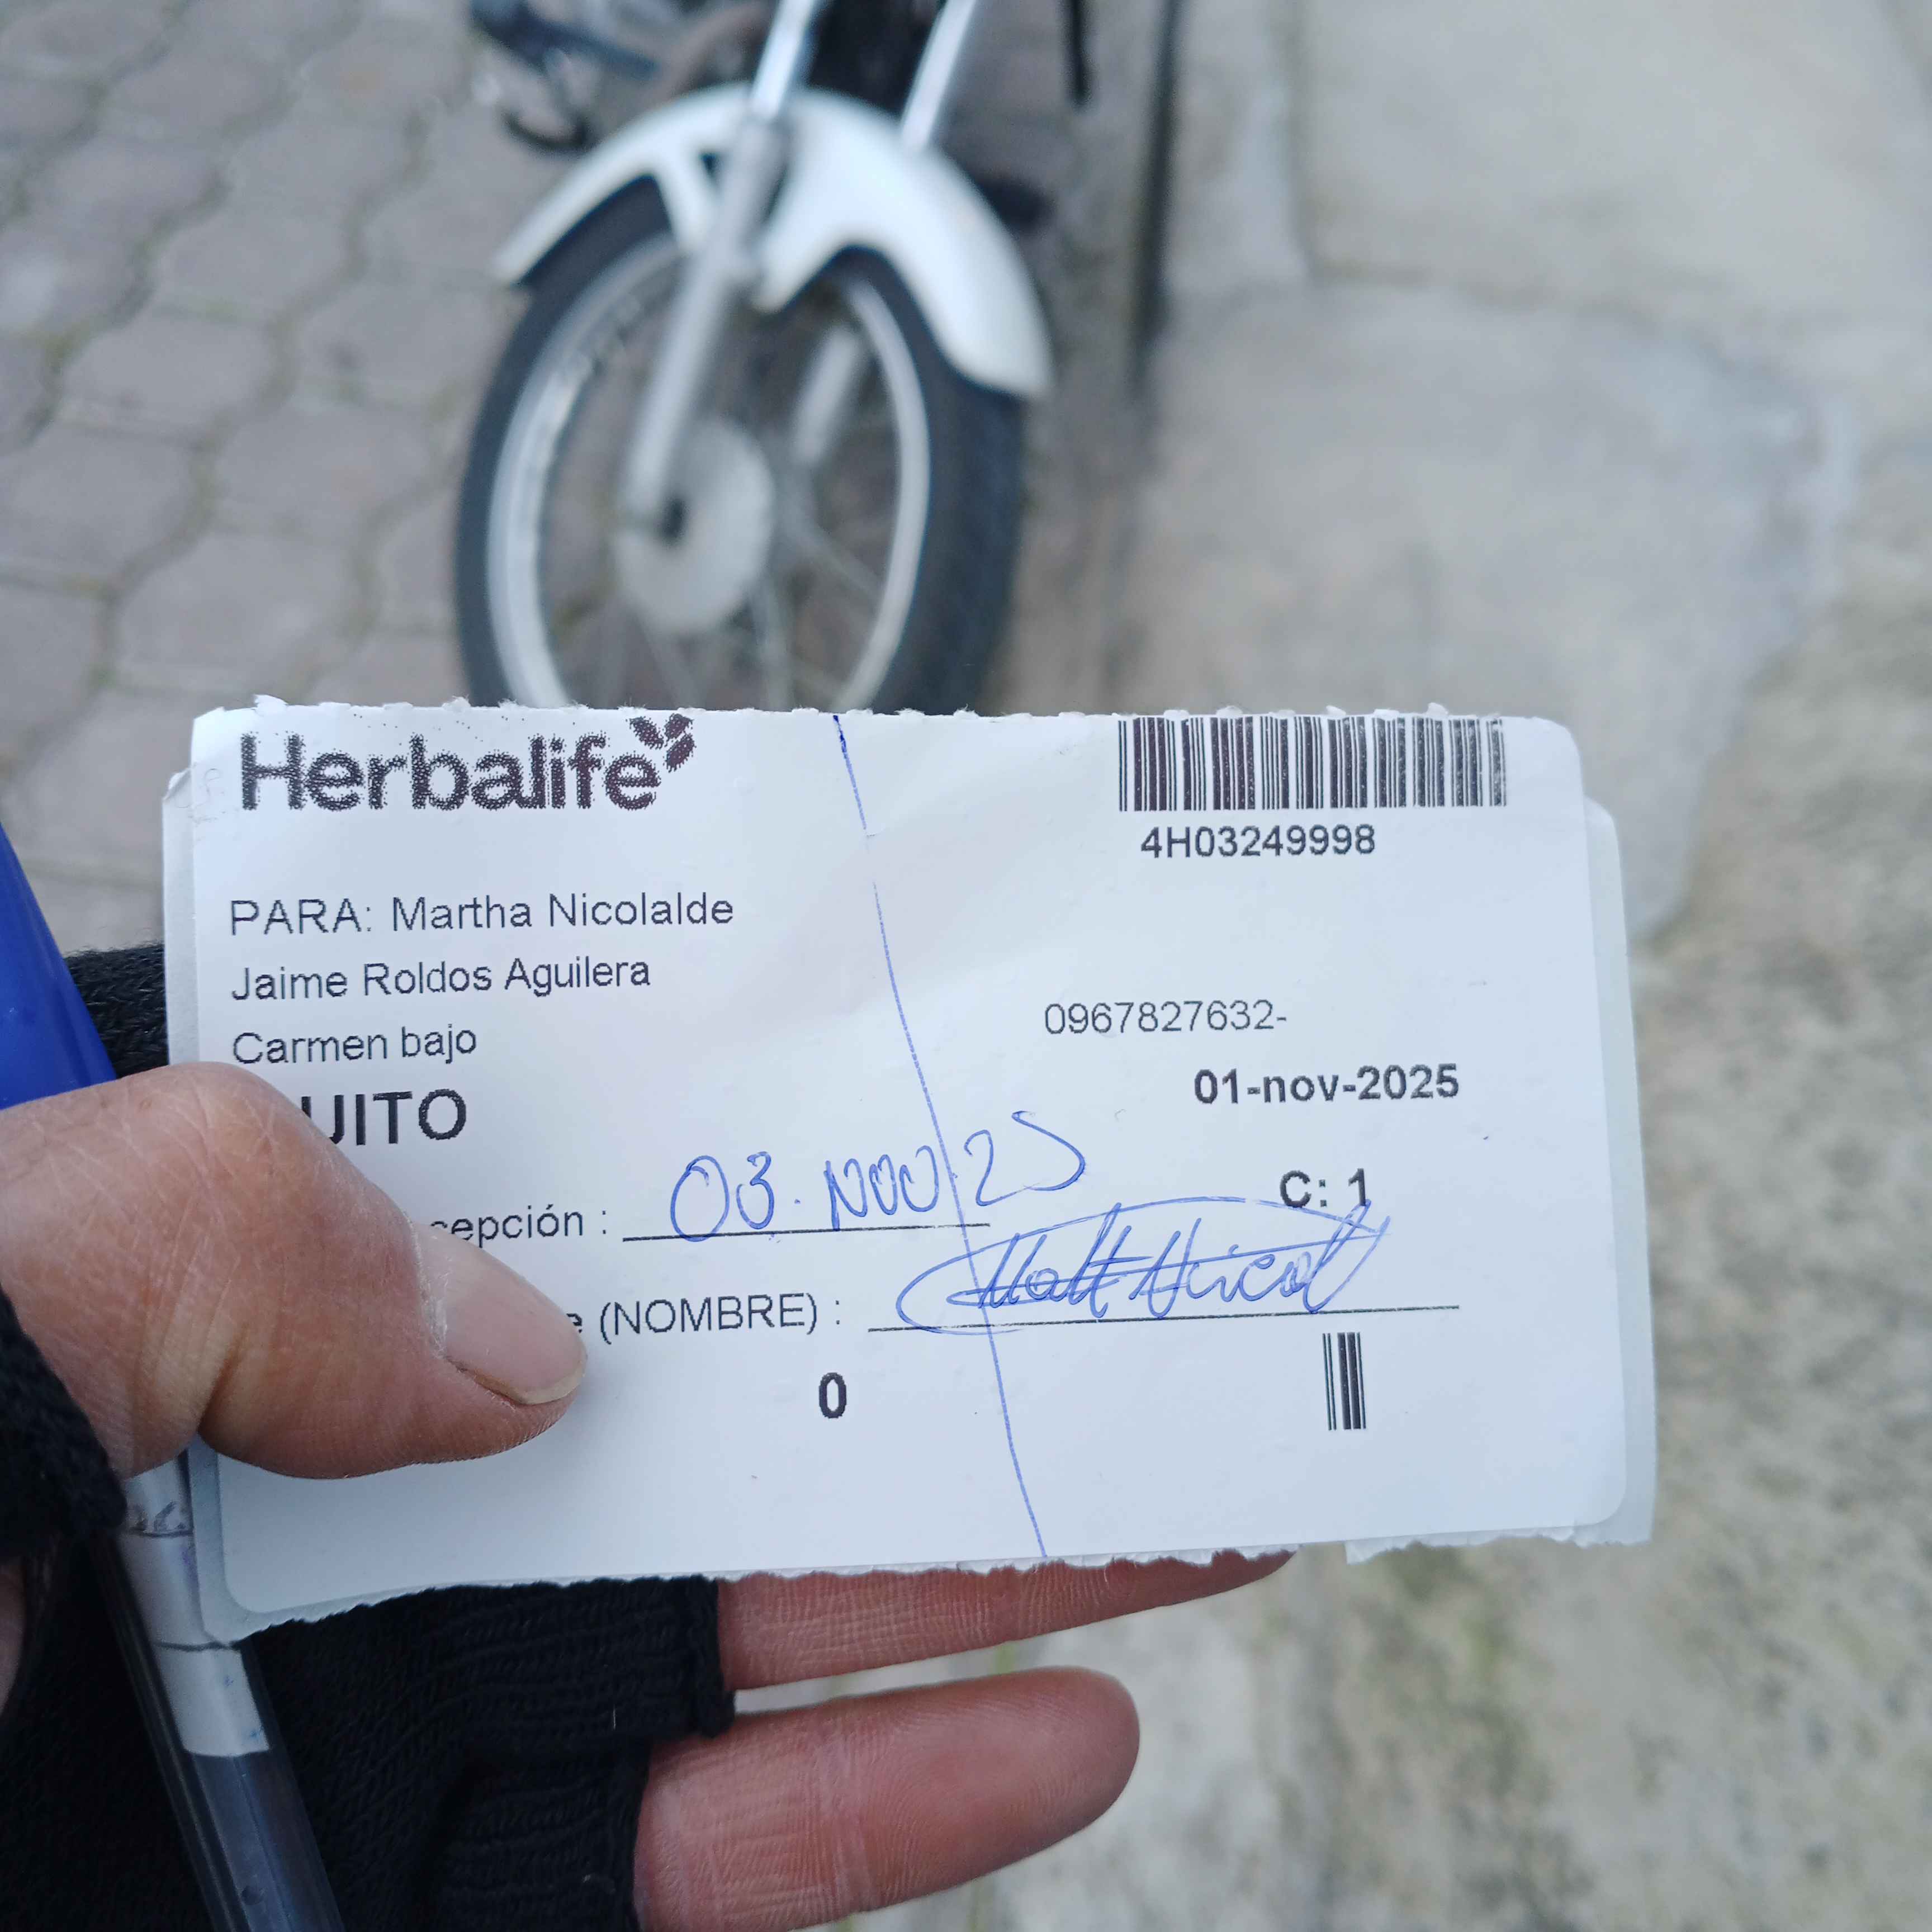 Herbalife
4H03249998
PARA: Martha Nicolalde
Jaime Roldos Aguilera
Carmen bajo
0967827632-
01-nov-2025
UITO
C: 1
cepción : 03. NOV 25
e (NOMBRE) :
0